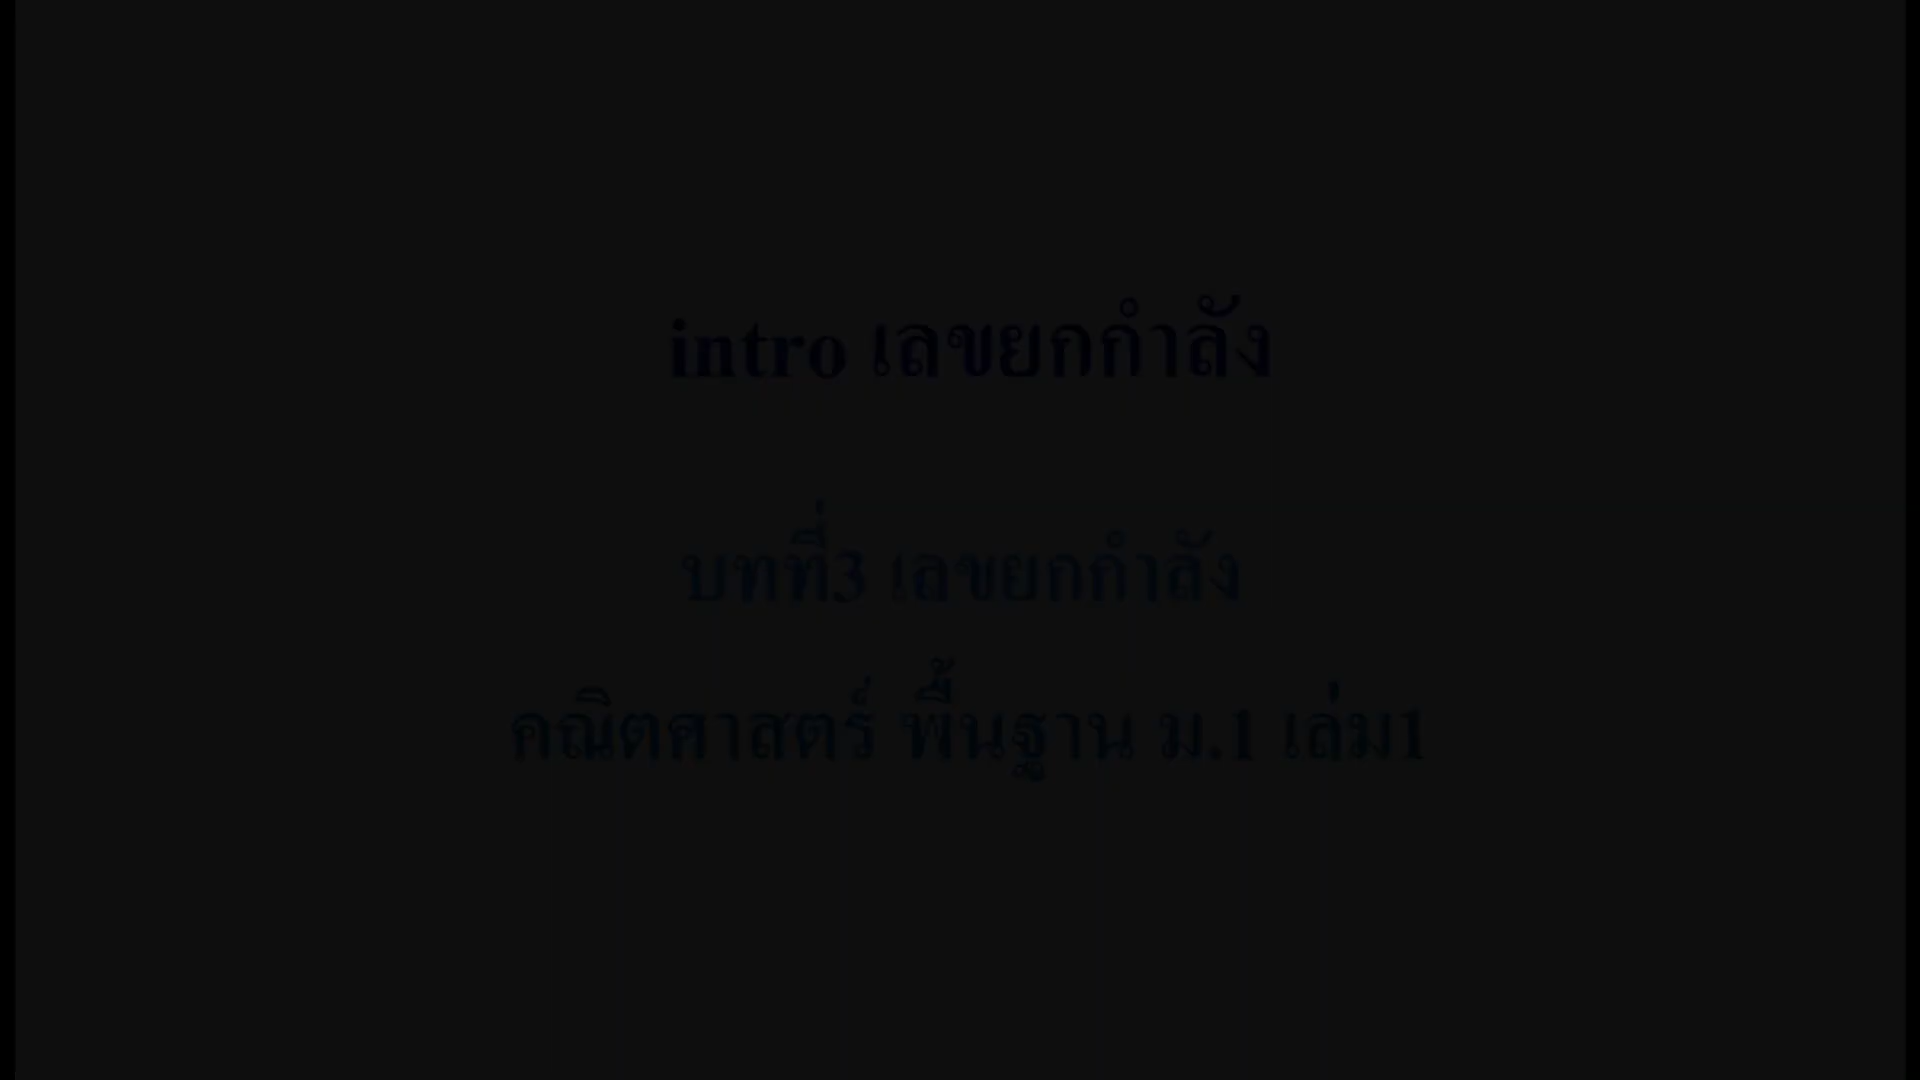 intro เลขยกกำลัง
บทที่3 เลขยกกำลัง
คณิตศาสตร์ พื้นฐาน ม.1 เล่ม1